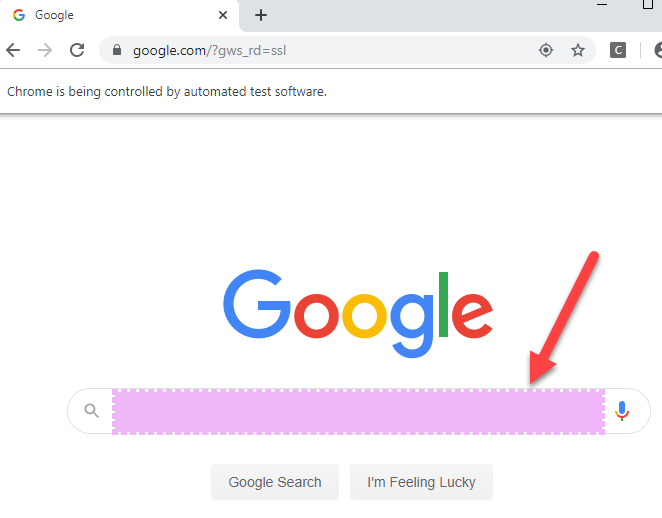 Google
google.com/?gws_rd=ssl
C
Chrome is being controlled by automated test software.
Google
Google Search
I'm Feeling Lucky